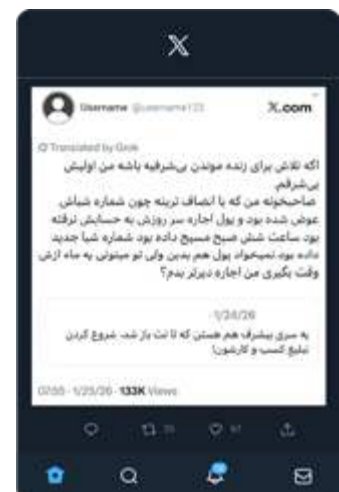 X
Username @username123
X.com
Translated by Grok
اگه تلاش برای زنده موندن بی‌شرفیه باشه من اولیش
بی‌شرفم.
صاحبخونه من که با انصاف ترینه چون شماره شباش
عوض شده بود و پول اجاره سر روزش به حسابش نرفته
بود ساعت شش صبح مسیج داده بود شماره شبا جدید
داده بود نمیخواد پول هم بدین ولی تو میتونی یه ماه ازش
وقت بگیری من اجاره دیرتر بدم؟
1/24/26
یه سری بیشرف هم هستن که تا نت باز شد، شروع کردن
تبلیغ کسب و کارشون!
07:55 · 1/25/26 · 133K Views